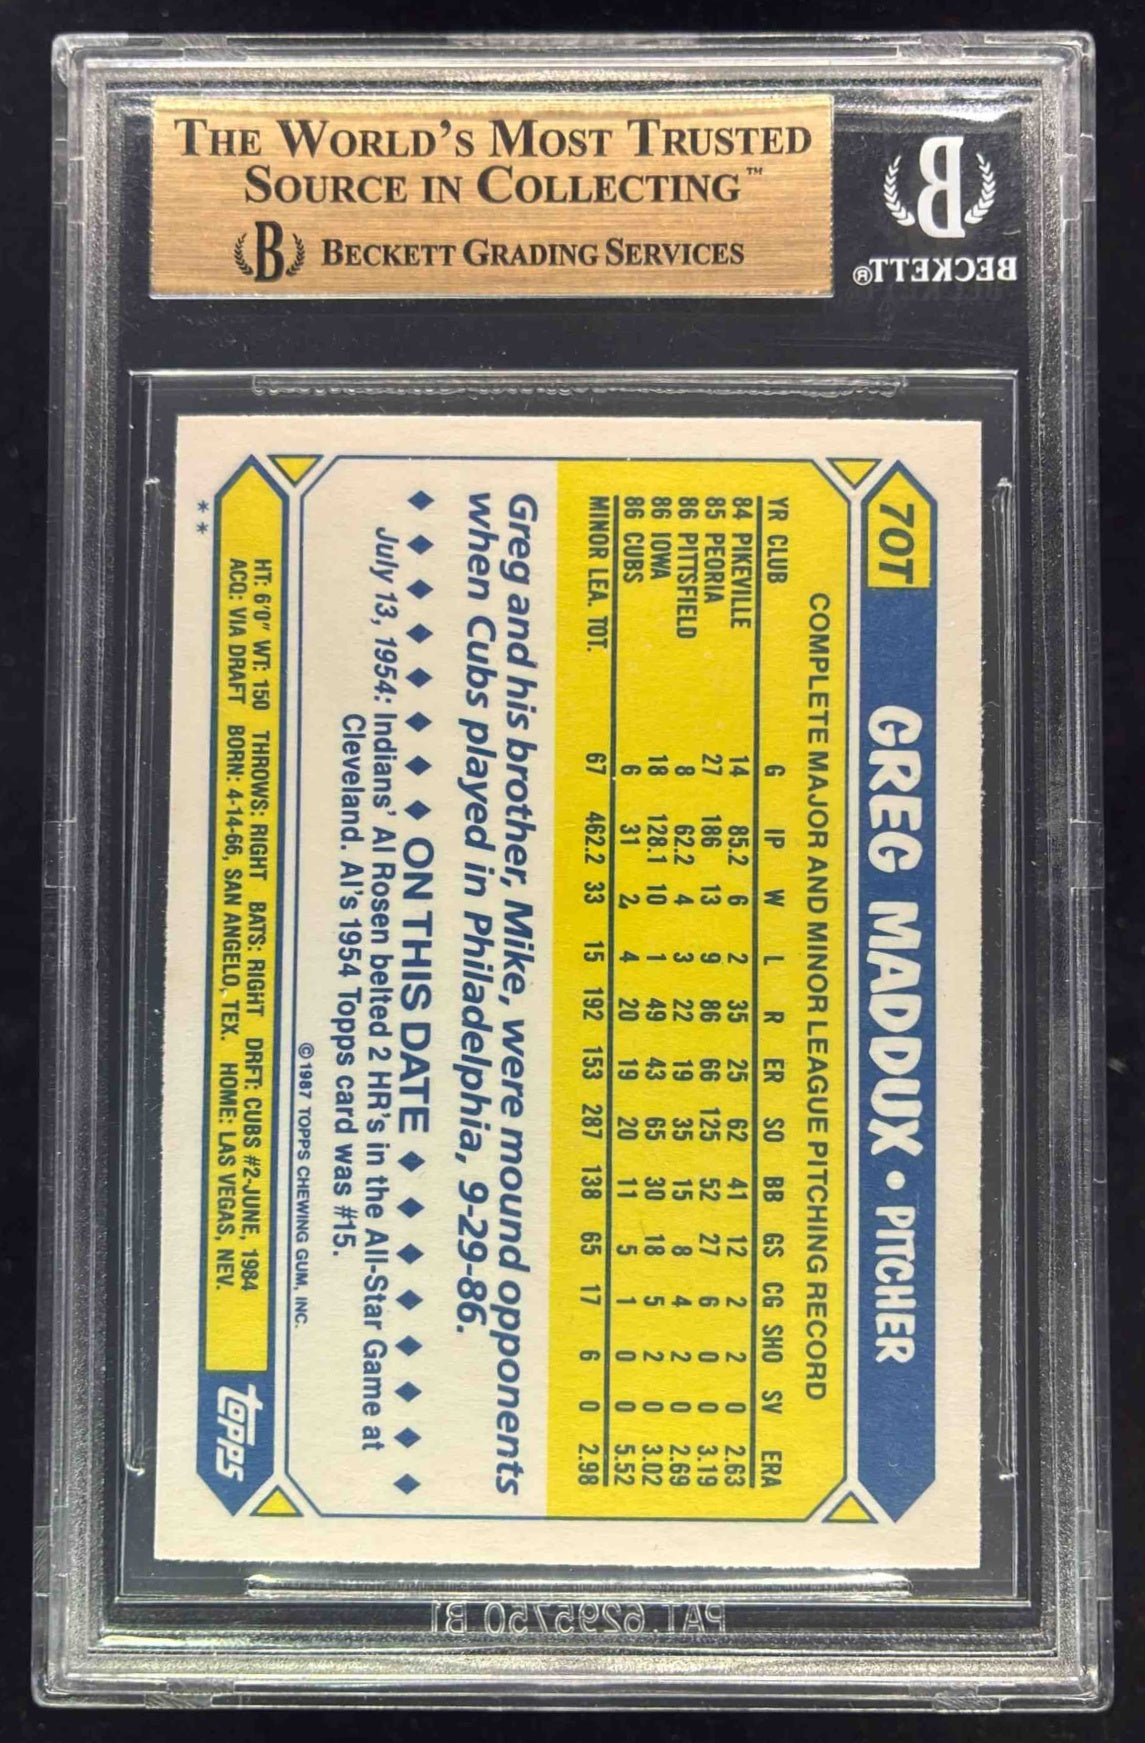 THE WORLD'S MOST TRUSTED
SOURCE IN COLLECTING™
B BECKETT GRADING SERVICES
B
BECKETT®
70T GREG MADDUX • PITCHER
COMPLETE MAJOR AND MINOR LEAGUE PITCHING RECORD
YR CLUB G IP W L R ER SO BB GS CG SHO SV ERA
84 PIKEVILLE 14 85.2 6 2 35 25 62 41 12 2 2 0 2.63
85 PEORIA 27 186 13 9 86 66 125 52 27 6 0 0 3.19
86 PITTSFIELD 8 62.2 4 3 22 19 35 15 8 4 2 0 2.69
86 IOWA 18 128.1 10 1 49 43 65 30 18 5 2 0 3.02
86 CUBS 6 31 2 4 20 19 20 11 5 1 0 0 5.52
MINOR LEA. TOT. 67 462.2 33 15 192 153 287 138 65 17 6 0 2.98
Greg and his brother, Mike, were mound opponents
when Cubs played in Philadelphia, 9-29-86.
ON THIS DATE
July 13, 1954: Indians' Al Rosen belted 2 HR's in the All-Star Game at
Cleveland. Al's 1954 Topps card was #15.
©1987 TOPPS CHEWING GUM, INC.
HT: 6'0" WT: 150 THROWS: RIGHT BATS: RIGHT DRFT: CUBS #2-JUNE, 1984
ACQ: VIA DRAFT BORN: 4-14-66, SAN ANGELO, TEX. HOME: LAS VEGAS, NEV.
topps
**
PAT. 6295750 B1